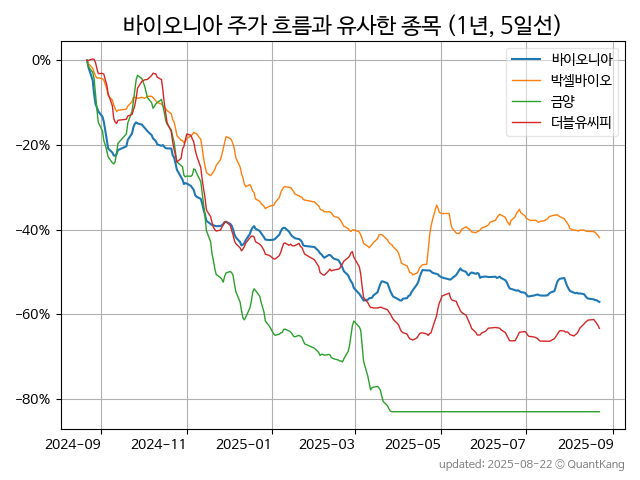 바이오니아 주가 흐름과 유사한 종목 (1년, 5일선)
바이오니아
박셀바이오
금양
더블유씨피
0%
−20%
−40%
−60%
−80%
2024-09
2024-11
2025-01
2025-03
2025-05
2025-07
2025-09
updated: 2025-08-22 © QuantKang